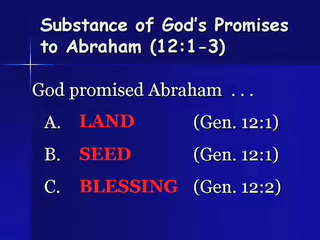 Substance of God's Promises
to Abraham (12:1-3)
God promised Abraham . . .
A. LAND (Gen. 12:1)
B. SEED (Gen. 12:1)
C. BLESSING (Gen. 12:2)